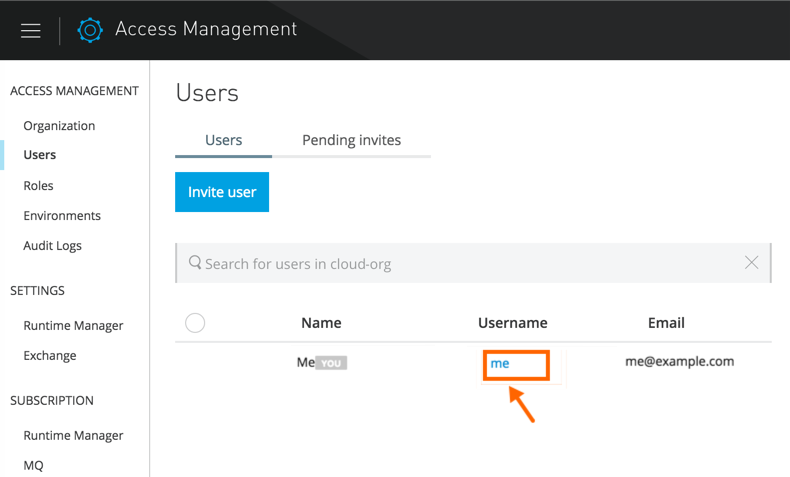 Access Management
ACCESS MANAGEMENT
Organization
Users
Roles
Environments
Audit Logs
SETTINGS
Runtime Manager
Exchange
SUBSCRIPTION
Runtime Manager
MQ
Users
Users Pending invites
Invite user
Search for users in cloud-org
Name Username Email
Me YOU me me@example.com